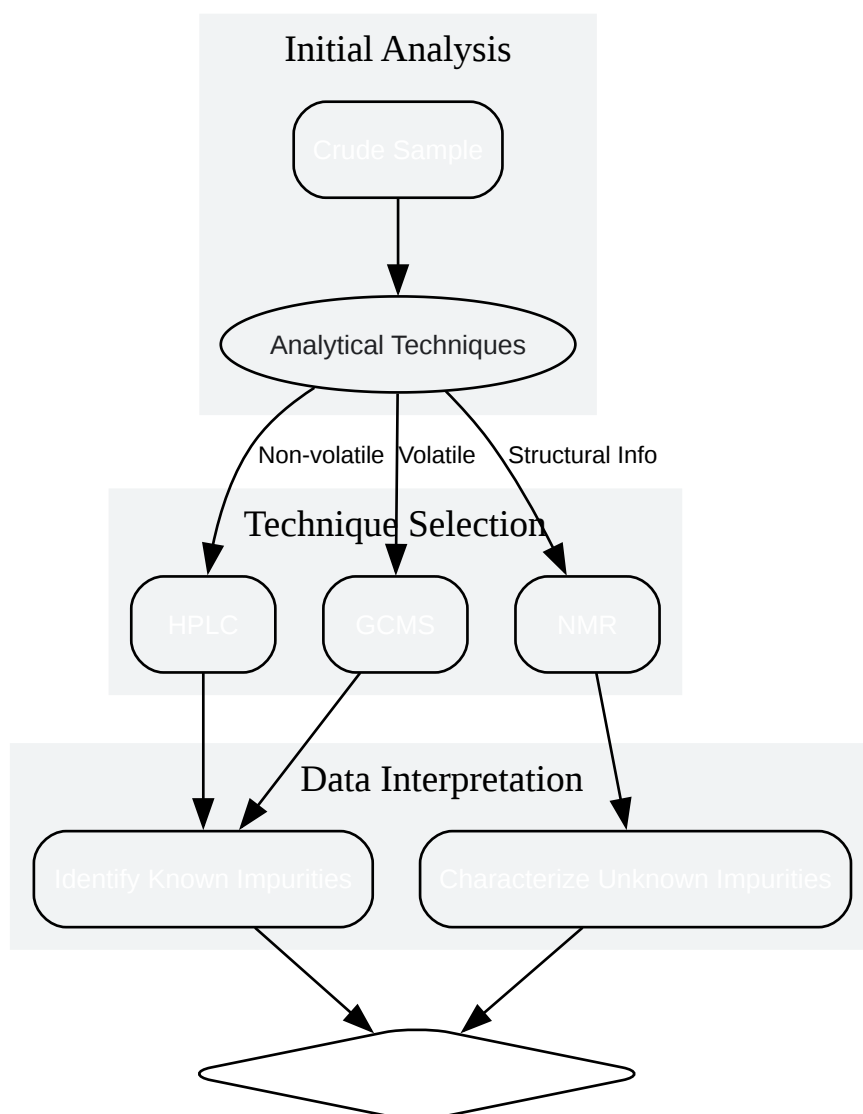 Initial Analysis
Crude Sample
Analytical Techniques
Non-volatile
Volatile
Structural Info
Technique Selection
HPLC
GCMS
NMR
Data Interpretation
Identify Known Impurities
Characterize Unknown Impurities